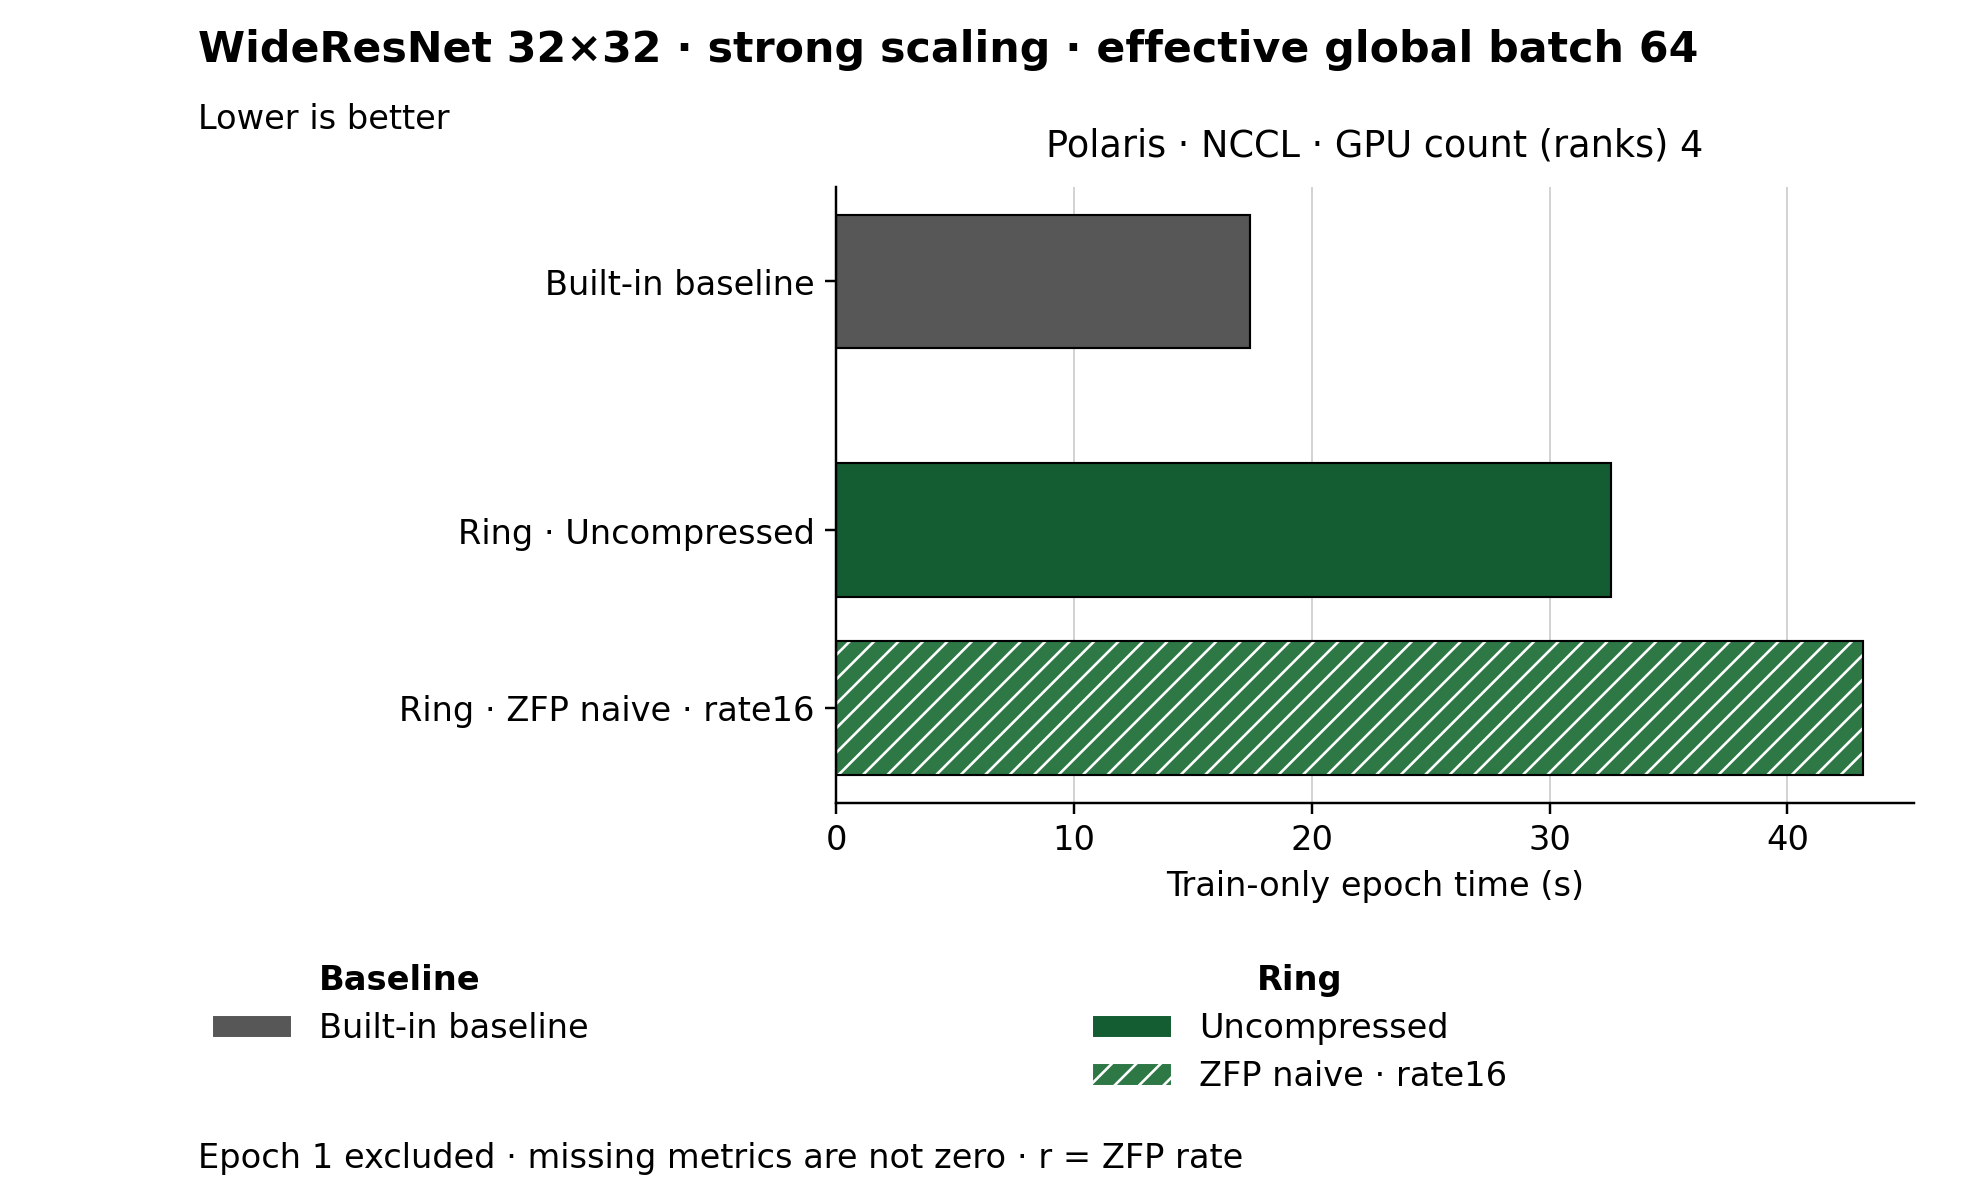 WideResNet 32×32 · strong scaling · effective global batch 64
Lower is better
Polaris · NCCL · GPU count (ranks) 4
Built-in baseline
Ring · Uncompressed
Ring · ZFP naive · rate16
0 10 20 30 40
Train-only epoch time (s)
Baseline
Built-in baseline
Ring
Uncompressed
ZFP naive · rate16
Epoch 1 excluded · missing metrics are not zero · r = ZFP rate